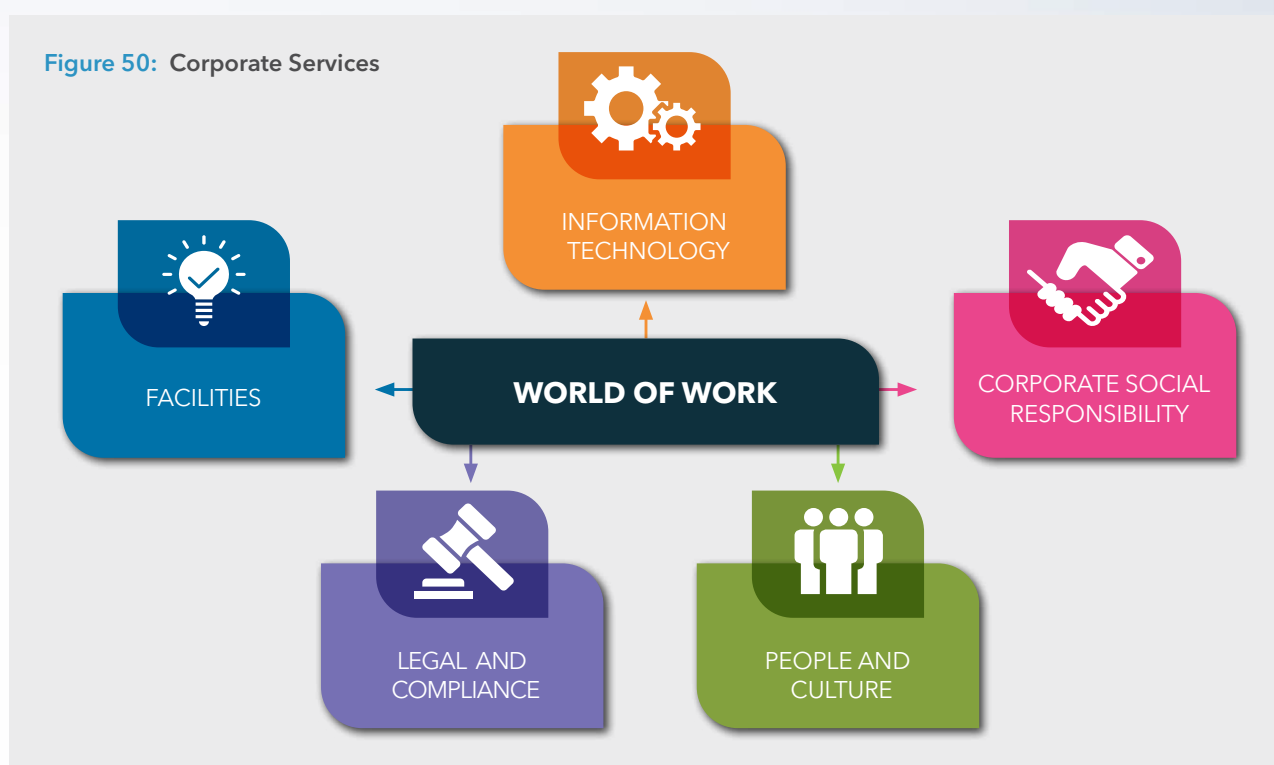 Figure 50: Corporate Services
INFORMATION
TECHNOLOGY
FACILITIES
WORLD OF WORK
CORPORATE SOCIAL
RESPONSIBILITY
LEGAL AND
COMPLIANCE
PEOPLE AND
CULTURE